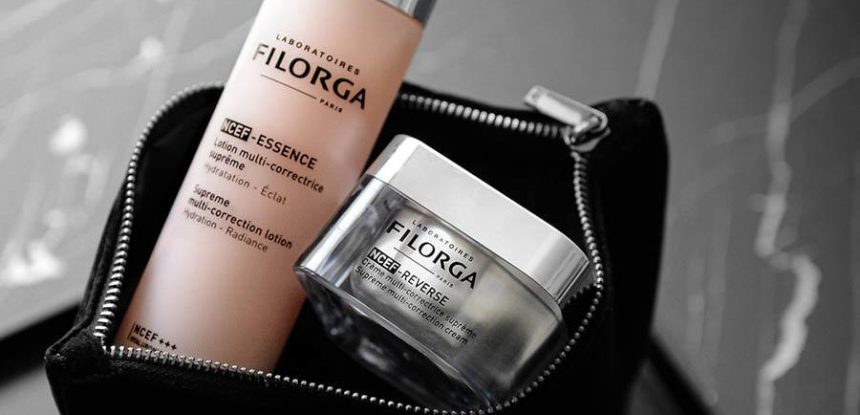 LABORATOIRES
FILORGA
PARIS
NCEF-ESSENCE
Lotion multi-correctrice
suprême
Hydratation - Éclat
Supreme
multi-correction lotion
Hydration - Radiance
NCEF+++
LABORATOIRES
FILORGA
PARIS
NCEF-REVERSE
Crème multi-correctrice suprême
Supreme multi-correction cream